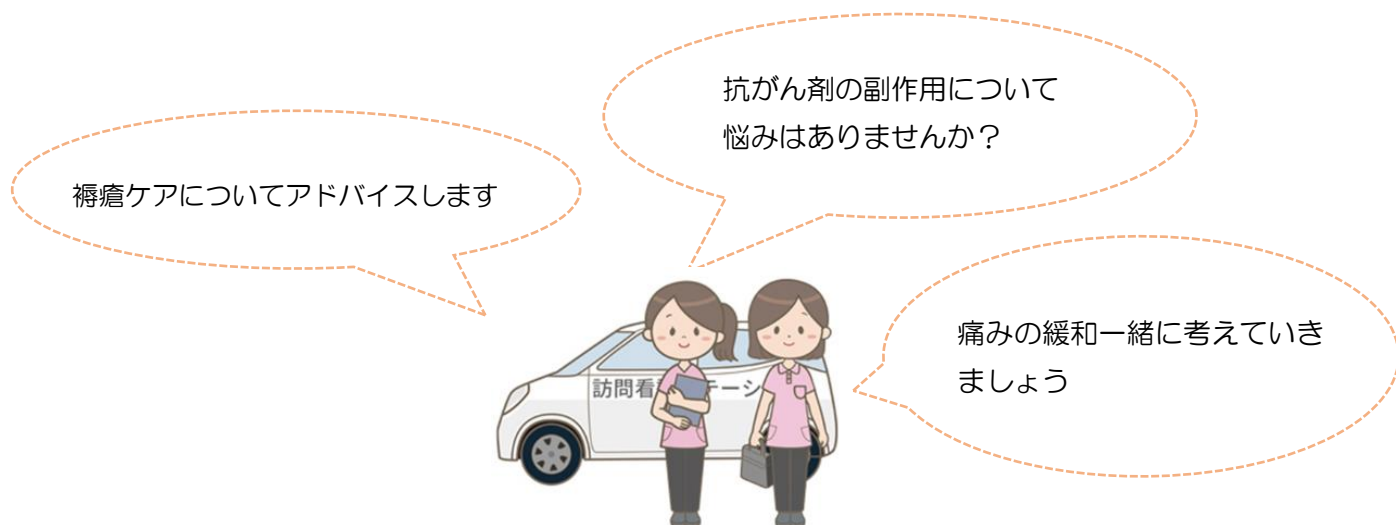 抗がん剤の副作用について
悩みはありませんか？
褥瘡ケアについてアドバイスします
痛みの緩和一緒に考えていき
ましょう
訪問看 テーシ